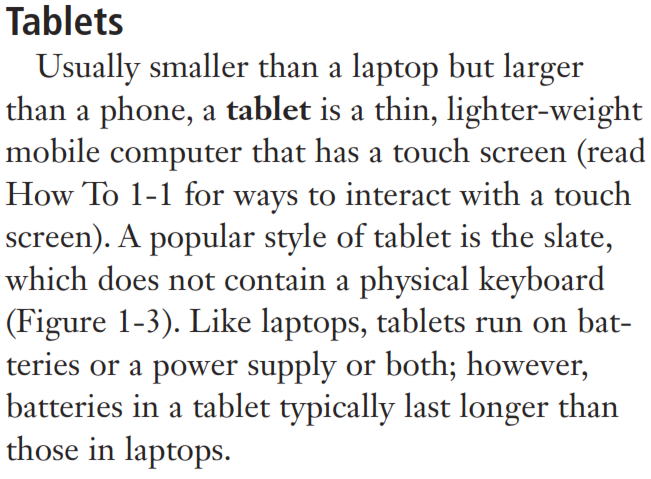 Tablets
Usually smaller than a laptop but larger
than a phone, a tablet is a thin, lighter-weight
mobile computer that has a touch screen (read
How To 1-1 for ways to interact with a touch
screen). A popular style of tablet is the slate,
which does not contain a physical keyboard
(Figure 1-3). Like laptops, tablets run on bat-
teries or a power supply or both; however,
batteries in a tablet typically last longer than
those in laptops.